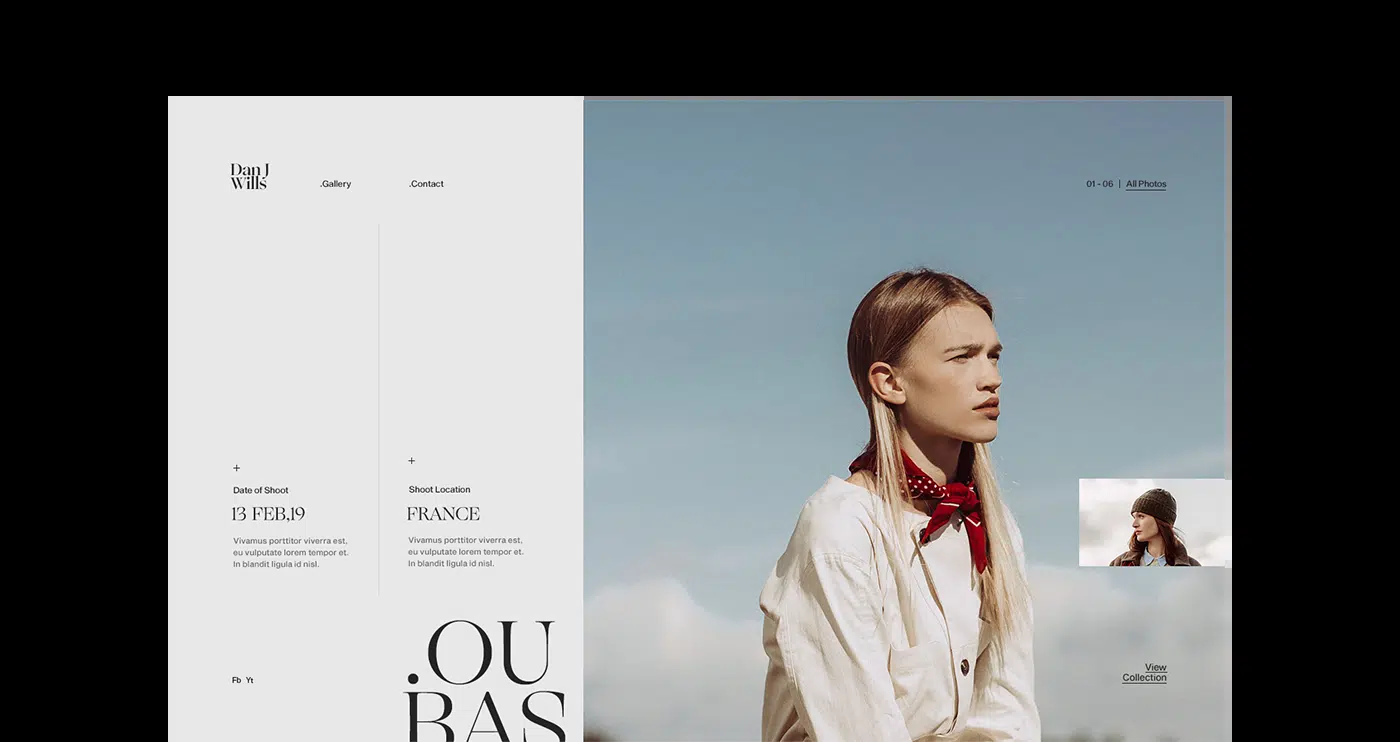 Dan J
Wills
.Gallery
.Contact
01 - 06 | All Photos
+
Date of Shoot
13 FEB,19
Vivamus porttitor viverra est,
eu vulputate lorem tempor et.
In blandit ligula id nisl.
+
Shoot Location
FRANCE
Vivamus porttitor viverra est,
eu vulputate lorem tempor et.
In blandit ligula id nisl.
.OU
BAS
Fb Yt
View
Collection